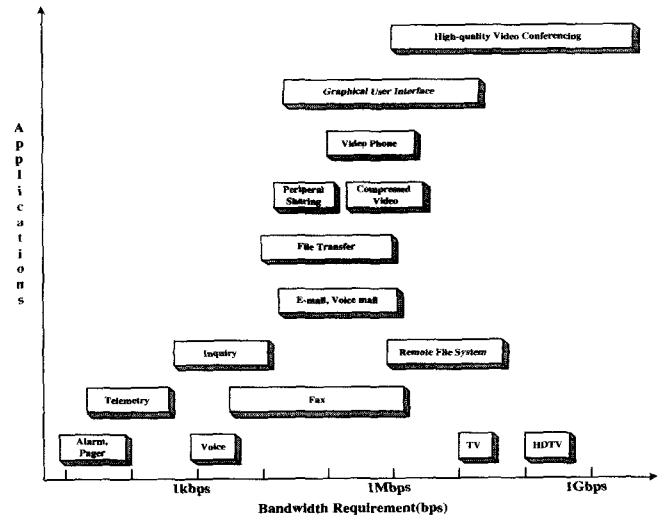 High-quality Video Conferencing
Graphical User Interface
Applications
Video Phone
Periperal
Sharing
Compressed
Video
File Transfer
E-mail, Voice mail
Inquiry
Remote File System
Telemetry
Fax
Alarm,
Pager
Voice
TV
HDTV
1kbps
1Mbps
1Gbps
Bandwidth Requirement(bps)